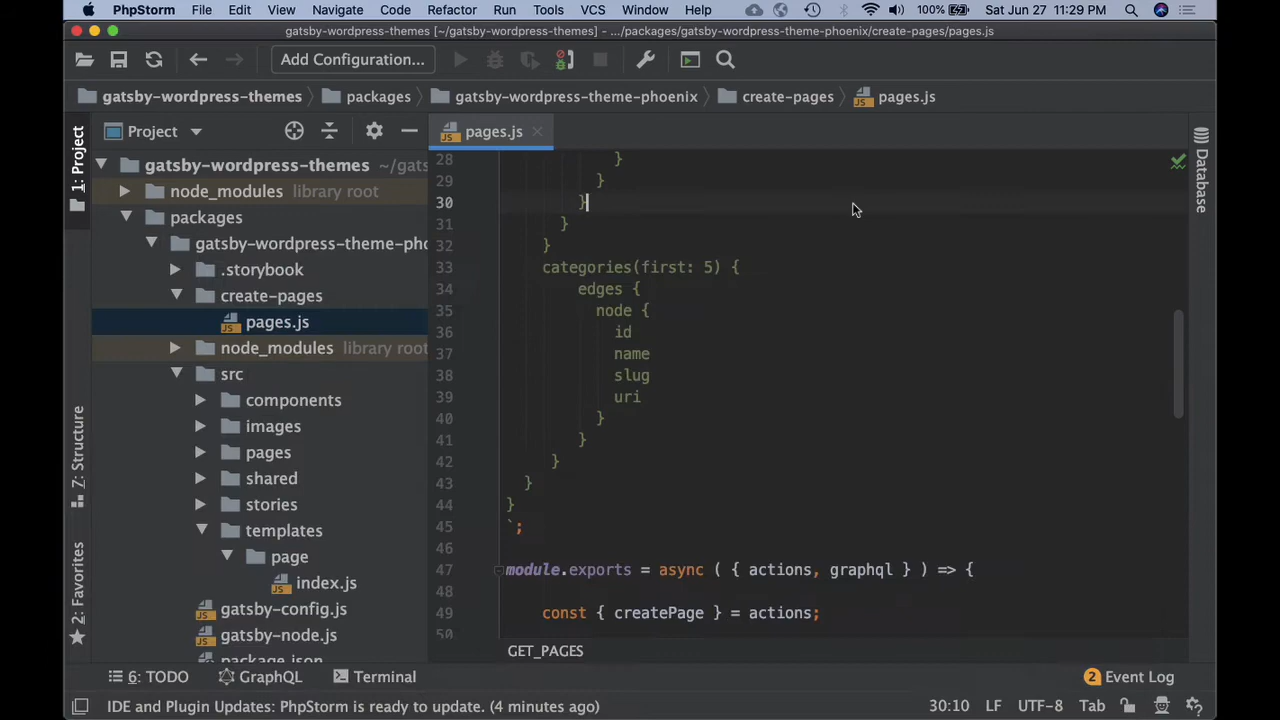 PhpStorm File Edit View Navigate Code Refactor Run Tools VCS Window Help 100% Sat Jun 27 11:29 PM
gatsby-wordpress-themes [~/gatsby-wordpress-themes] - .../packages/gatsby-wordpress-theme-phoenix/create-pages/pages.js
Add Configuration...
gatsby-wordpress-themes packages gatsby-wordpress-theme-phoenix create-pages pages.js
1: Project
Z: Structure
2: Favorites
Project
gatsby-wordpress-themes ~/gats
node_modules library root
packages
gatsby-wordpress-theme-pho
.storybook
create-pages
pages.js
node_modules library root
src
components
images
pages
shared
stories
templates
page
index.js
gatsby-config.js
gatsby-node.js
package.json
pages.js
28 }
29 }
30 }
31 }
32 }
33 categories(first: 5) {
34 edges {
35 node {
36 id
37 name
38 slug
39 uri
40 }
41 }
42 }
43 }
44 }
45 `;
46
47 module.exports = async ( { actions, graphql } ) => {
48
49 const { createPage } = actions;
50
GET_PAGES
Database
6: TODO GraphQL Terminal 2 Event Log
IDE and Plugin Updates: PhpStorm is ready to update. (4 minutes ago) 30:10 LF UTF-8 Tab